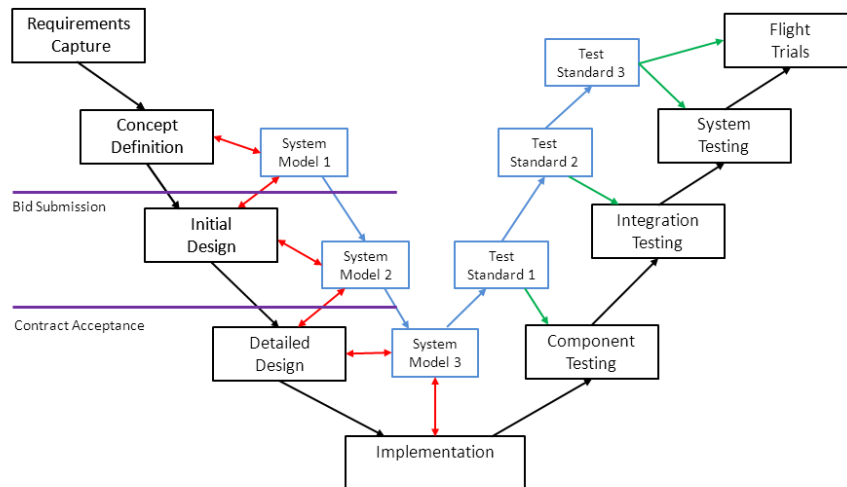 Requirements
Capture
Flight
Trials
Test
Standard 3
Concept
Definition
System
Testing
System
Model 1
Test
Standard 2
Bid Submission
Initial
Design
Integration
Testing
System
Model 2
Test
Standard 1
Contract Acceptance
Detailed
Design
System
Model 3
Component
Testing
Implementation